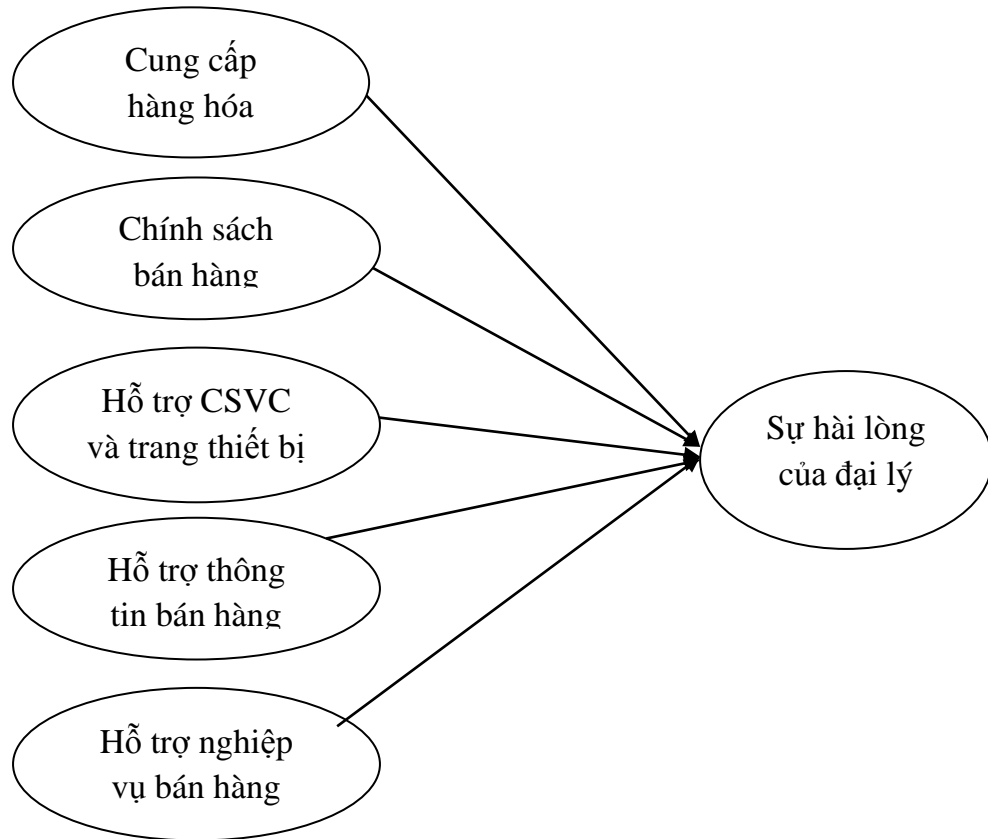 Cung cấp
hàng hóa
Chính sách
bán hàng
Hỗ trợ CSVC
và trang thiết bị
Hỗ trợ thông
tin bán hàng
Hỗ trợ nghiệp
vụ bán hàng
Sự hài lòng
của đại lý